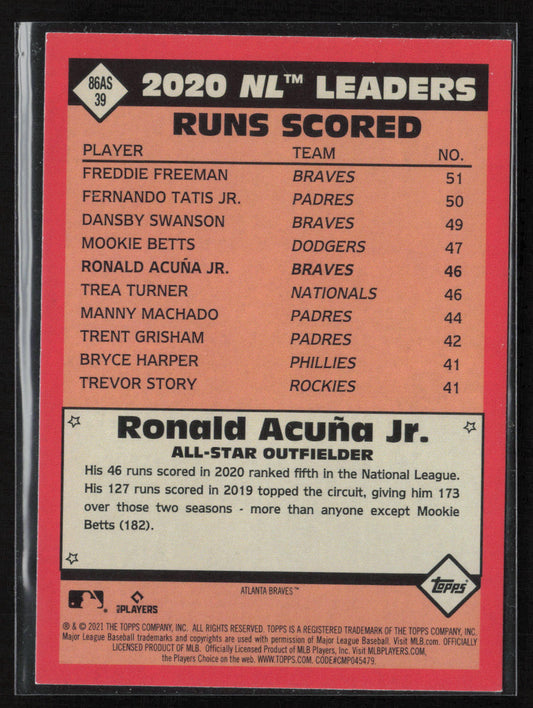 86AS
39
2020 NL™ LEADERS
RUNS SCORED
PLAYER TEAM NO.
FREDDIE FREEMAN BRAVES 51
FERNANDO TATIS JR. PADRES 50
DANSBY SWANSON BRAVES 49
MOOKIE BETTS DODGERS 47
RONALD ACUÑA JR. BRAVES 46
TREA TURNER NATIONALS 46
MANNY MACHADO PADRES 44
TRENT GRISHAM PADRES 42
BRYCE HARPER PHILLIES 41
TREVOR STORY ROCKIES 41
Ronald Acuña Jr.
ALL-STAR OUTFIELDER
His 46 runs scored in 2020 ranked fifth in the National League.
His 127 runs scored in 2019 topped the circuit, giving him 173
over those two seasons - more than anyone except Mookie
Betts (182).
Topps
ATLANTA BRAVES™
MLB PLAYERS
® & © 2021 THE TOPPS COMPANY, INC. ALL RIGHTS RESERVED. TOPPS IS A REGISTERED TRADEMARK OF THE TOPPS COMPANY, INC.
Major League Baseball trademarks and copyrights are used with permission of Major League Baseball. Visit MLB.com. OFFICIALLY
LICENSED PRODUCT OF MLB. Officially Licensed Product of MLB Players, Inc. Visit MLBPLAYERS.COM,
the Players Choice on the web. WWW.TOPPS.COM. CODE#CMP045479.